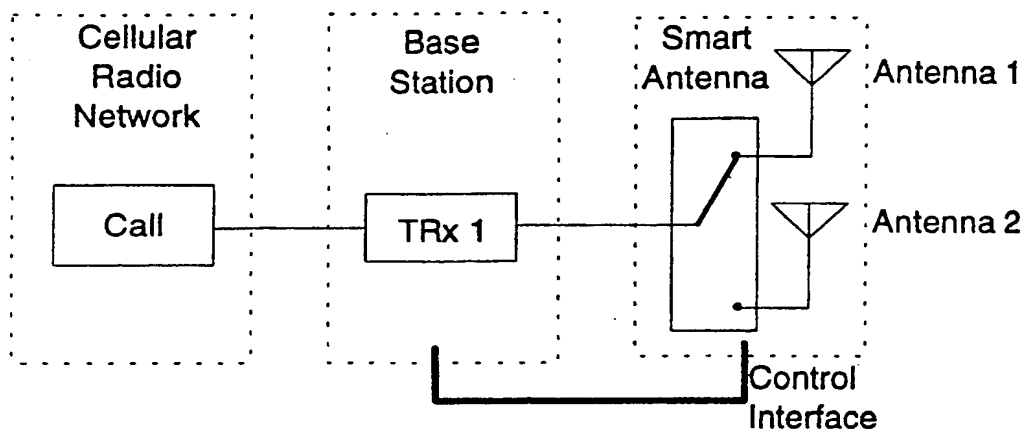 Cellular
Radio
Network
Base
Station
Smart
Antenna
Antenna 1
Call
TRx 1
Antenna 2
Control
Interface